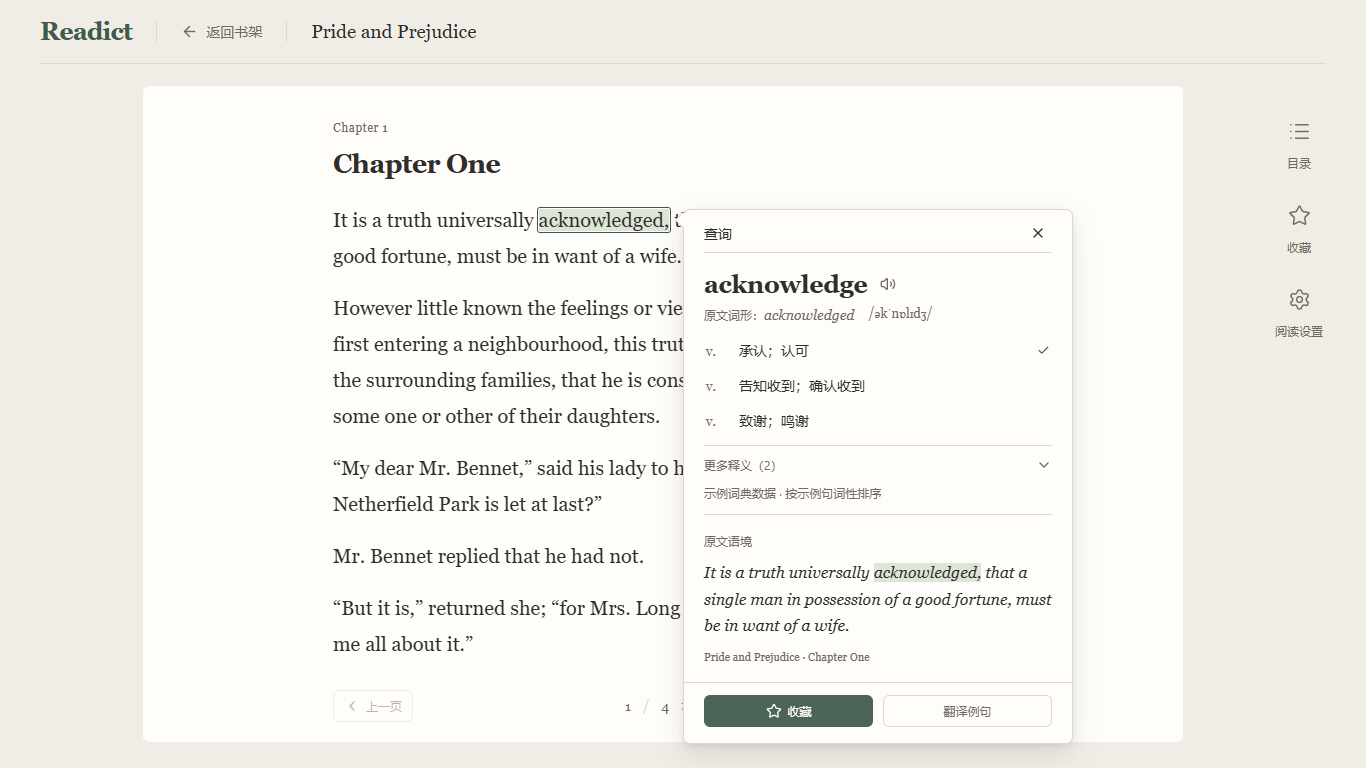 Readict
返回书架
Pride and Prejudice
Chapter 1
Chapter One
It is a truth universally acknowledged,
good fortune, must be in want of a wife.
However little known the feelings or
first entering a neighbourhood, this
the surrounding families, that he is
some one or other of their daughters.
“My dear Mr. Bennet,” said his lady to
Netherfield Park is let at last?”
Mr. Bennet replied that he had not.
“But it is,” returned she; “for Mrs. Long
me all about it.”
上一页
1 / 4
查询
acknowledge
原文词形：acknowledged /əkˈnɒlɪdʒ/
v. 承认；认可
v. 告知收到；确认收到
v. 致谢；鸣谢
更多释义（2）
示例词典数据 · 按示例句词性排序
原文语境
It is a truth universally acknowledged, that a
single man in possession of a good fortune, must
be in want of a wife.
Pride and Prejudice · Chapter One
收藏
翻译例句
目录
收藏
阅读设置